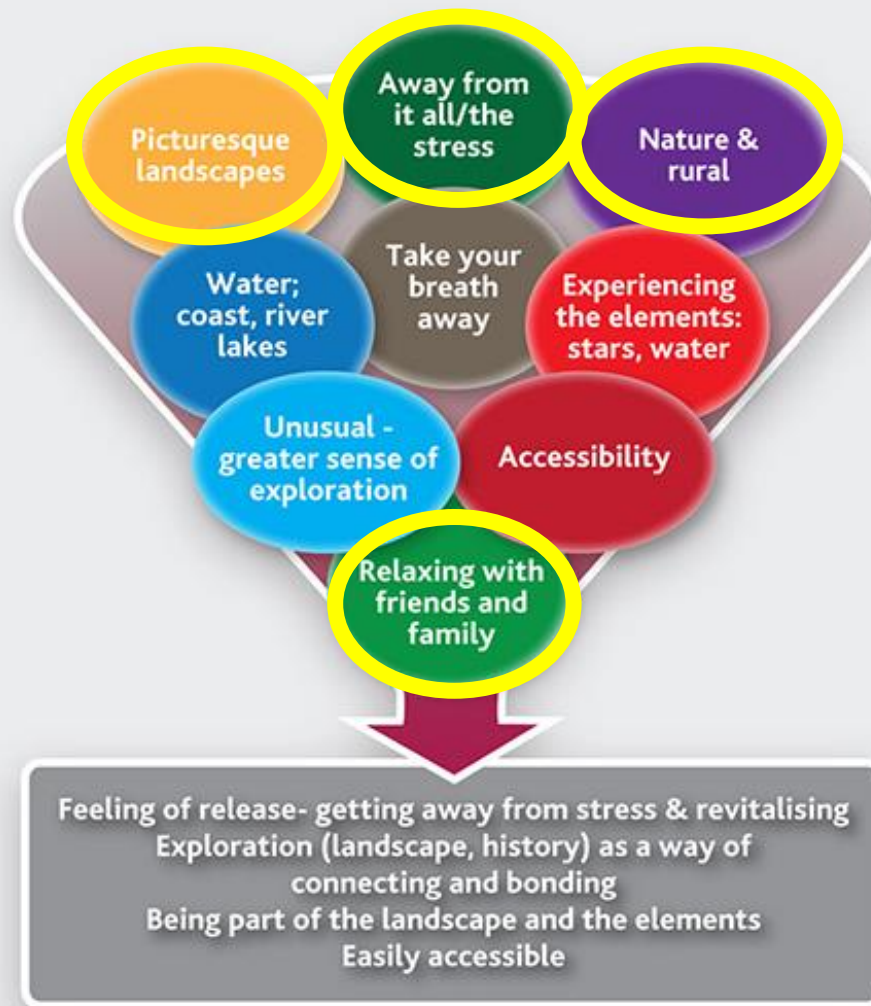 Picturesque
landscapes
Away from
it all/the
stress
Nature &
rural
Water;
coast, river
lakes
Take your
breath
away
Experiencing
the elements:
stars, water
Unusual -
greater sense of
exploration
Accessibility
Relaxing with
friends and
family
Feeling of release- getting away from stress & revitalising
Exploration (landscape, history) as a way of
connecting and bonding
Being part of the landscape and the elements
Easily accessible